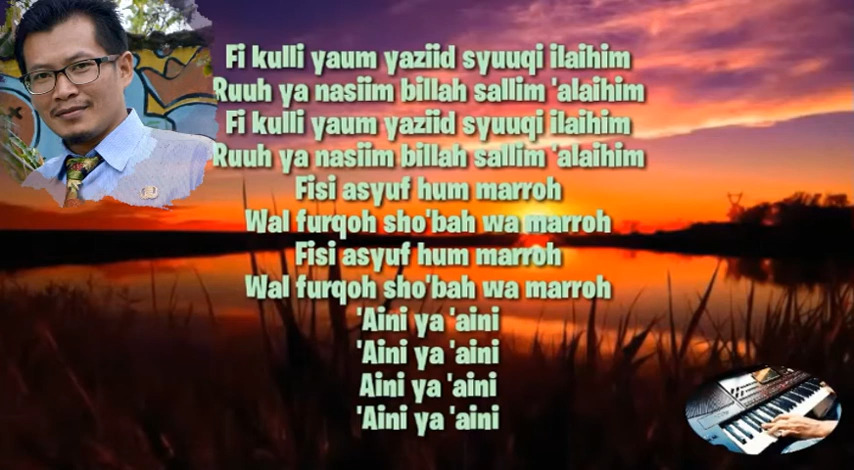 Fi kulli yaum yaziid syuuqi ilaihim
Ruuh ya nasiim billah sallim 'alaihim
Fi kulli yaum yaziid syuuqi ilaihim
Ruuh ya nasiim billah sallim 'alaihim
Fisi asyuf hum marroh
Wal furqoh sho'bah wa marroh
Fisi asyuf hum marroh
Wal furqoh sho'bah wa marroh
'Aini ya 'aini
'Aini ya 'aini
Aini ya 'aini
'Aini ya 'aini